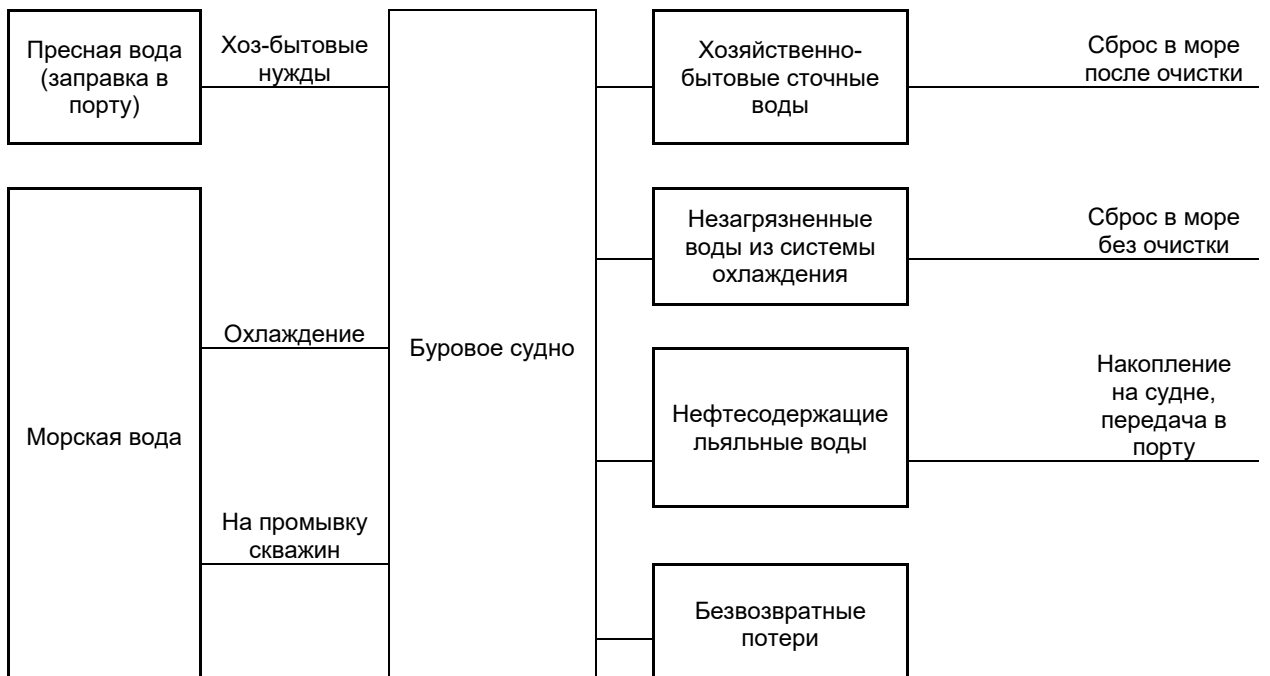 Пресная вода
(заправка в
порту)
Хоз-бытовые
нужды
Хозяйственно-
бытовые сточные
воды
Сброс в море
после очистки
Морская вода
Охлаждение
На промывку
скважин
Буровое судно
Незагрязненные
воды из системы
охлаждения
Сброс в море
без очистки
Нефтесодержащие
льяльные воды
Накопление
на судне,
передача в
порту
Безвозвратные
потери